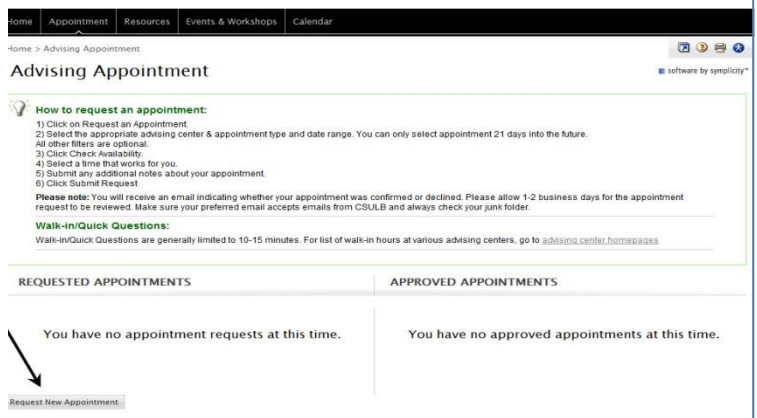 Home Appointment Resources Events & Workshops Calendar
Home > Advising Appointment
Advising Appointment
software by symplicity™
How to request an appointment:
1) Click on Request an Appointment.
2) Select the appropriate advising center & appointment type and date range. You can only select appointment 21 days into the future.
All other filters are optional.
3) Click Check Availability.
4) Select a time that works for you.
5) Submit any additional notes about your appointment.
6) Click Submit Request
Please note: You will receive an email indicating whether your appointment was confirmed or declined. Please allow 1-2 business days for the appointment
request to be reviewed. Make sure your preferred email accepts emails from CSULB and always check your junk folder.
Walk-in/Quick Questions:
Walk-in/Quick Questions are generally limited to 10-15 minutes. For list of walk-in hours at various advising centers, go to advising center homepages
REQUESTED APPOINTMENTS
You have no appointment requests at this time.
APPROVED APPOINTMENTS
You have no approved appointments at this time.
Request New Appointment